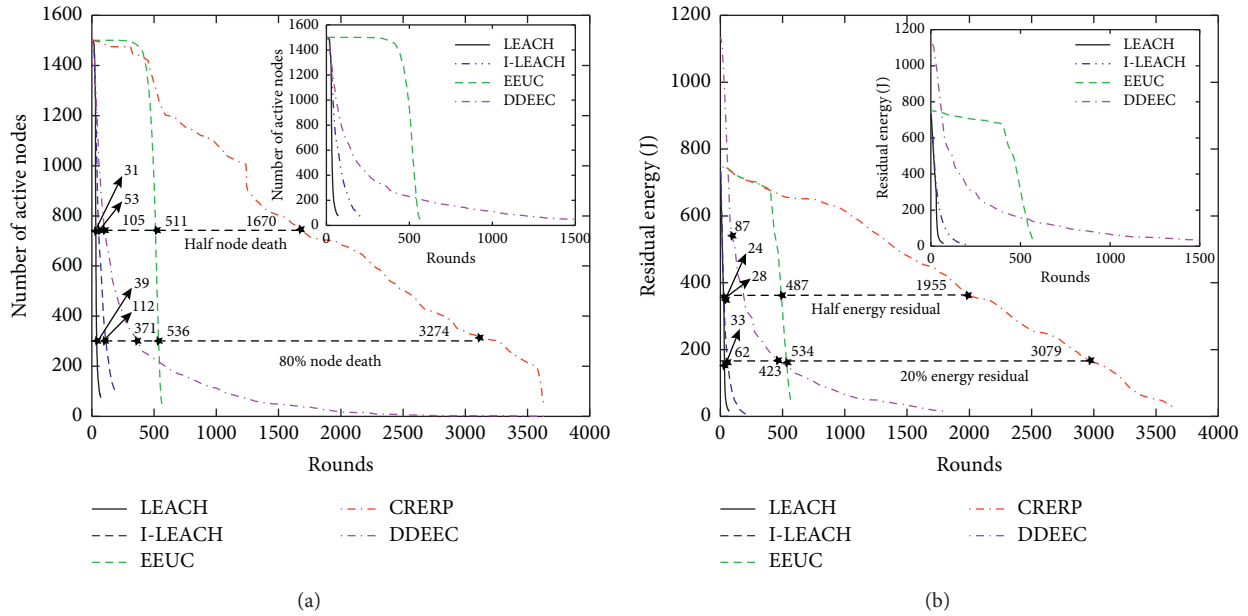 1600
1400
1200
1000
800
600
400
200
0
Number of active nodes
0 500 1000 1500 2000 2500 3000 3500 4000
Rounds
31
53
105 511 1670
Half node death
39
112
371 536 3274
80% node death
1600
1400
1200
1000
800
600
400
200
0
Number of active nodes
0 500 1000 1500
Rounds
LEACH
I-LEACH
EEUC
DDEEC
LEACH
I-LEACH
EEUC
CRERP
DDEEC
(a)
1200
1000
800
600
400
200
0
Residual energy (J)
0 500 1000 1500 2000 2500 3000 3500 4000
Rounds
87
24
28
487 1955
Half energy residual
33
62
423 534 3079
20% energy residual
1200
1000
800
600
400
200
0
Residual energy (J)
0 500 1000 1500
Rounds
LEACH
I-LEACH
EEUC
DDEEC
LEACH
I-LEACH
EEUC
CRERP
DDEEC
(b)